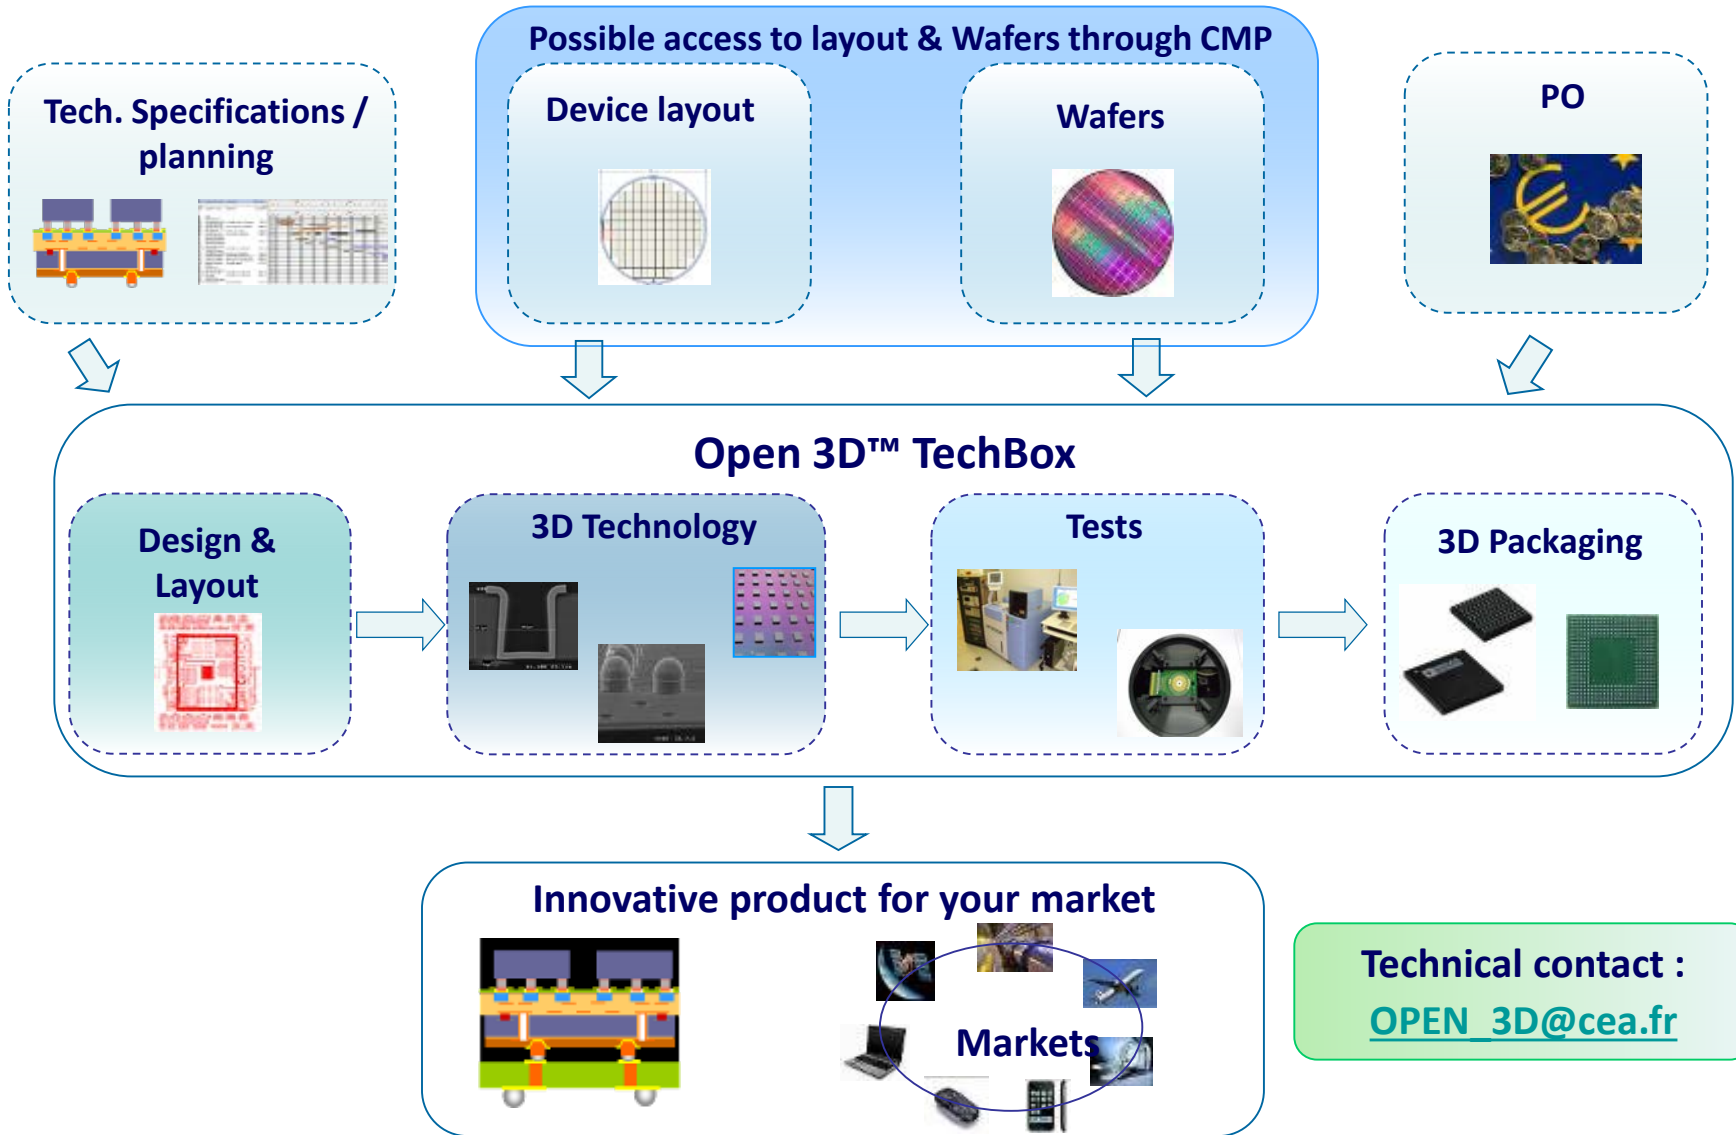 Possible access to layout & Wafers through CMP
Tech. Specifications /
planning
Device layout
Wafers
PO
Open 3D™ TechBox
Design &
Layout
3D Technology
Tests
3D Packaging
Innovative product for your market
Markets
Technical contact :
OPEN_3D@cea.fr